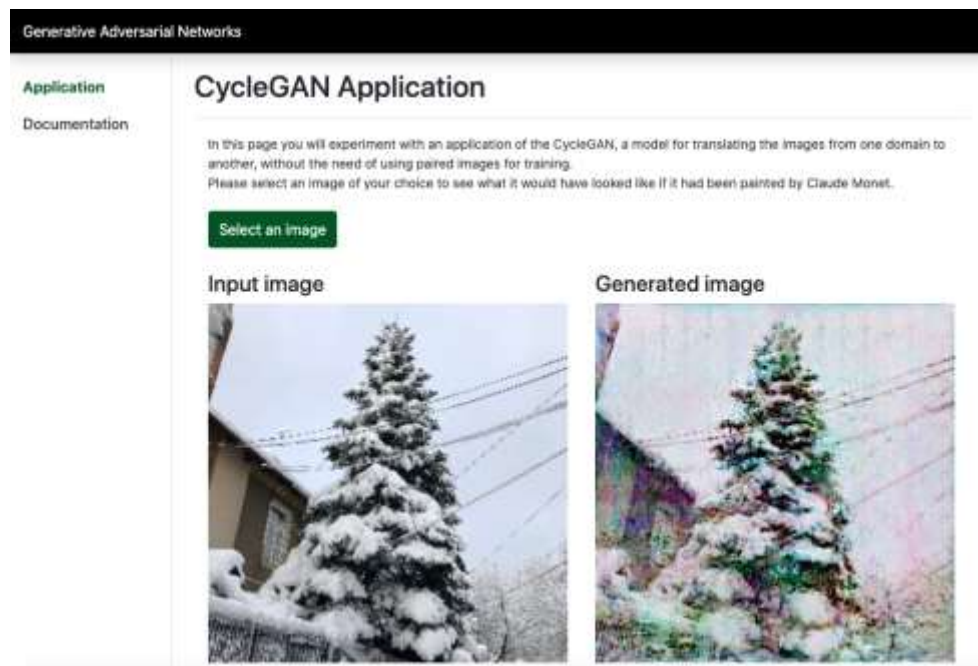 Generative Adversarial Networks
Application
Documentation
CycleGAN Application
In this page you will experiment with an application of the CycleGAN, a model for translating the images from one domain to
another, without the need of using paired images for training.
Please select an image of your choice to see what it would have looked like if it had been painted by Claude Monet.
Select an image
Input image
Generated image